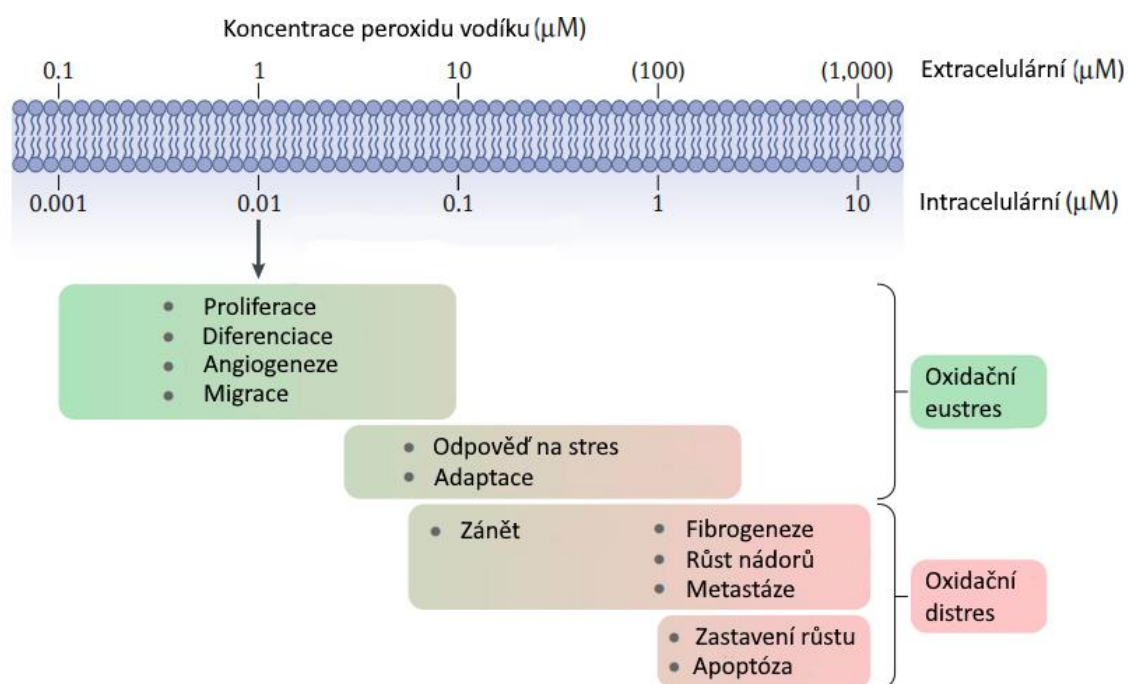 Koncentrace peroxidu vodíku (μM)
0.1 1 10 (100) (1,000) Extracelulární (μM)
0.001 0.01 0.1 1 10 Intracelulární (μM)
• Proliferace
• Diferenciace
• Angiogeneze
• Migrace
Oxidační
eustres
• Odpověď na stres
• Adaptace
• Zánět
• Fibrogeneze
• Růst nádorů
• Metastáze
Oxidační
distres
• Zastavení růstu
• Apoptóza